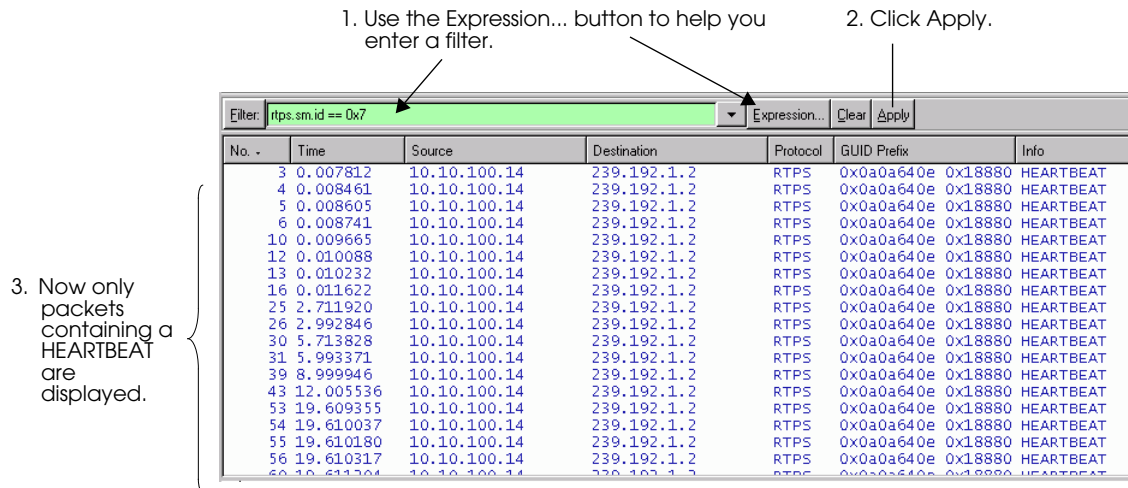 1. Use the Expression... button to help you
enter a filter.
2. Click Apply.
Filter: rtps.sm.id == 0x7 Expression... Clear Apply
No. Time Source Destination Protocol GUID Prefix Info
3 0.007812 10.10.100.14 239.192.1.2 RTPS 0x0a0a640e 0x18880 HEARTBEAT
4 0.008461 10.10.100.14 239.192.1.2 RTPS 0x0a0a640e 0x18880 HEARTBEAT
5 0.008605 10.10.100.14 239.192.1.2 RTPS 0x0a0a640e 0x18880 HEARTBEAT
6 0.008741 10.10.100.14 239.192.1.2 RTPS 0x0a0a640e 0x18880 HEARTBEAT
10 0.009665 10.10.100.14 239.192.1.2 RTPS 0x0a0a640e 0x18880 HEARTBEAT
12 0.010088 10.10.100.14 239.192.1.2 RTPS 0x0a0a640e 0x18880 HEARTBEAT
13 0.010232 10.10.100.14 239.192.1.2 RTPS 0x0a0a640e 0x18880 HEARTBEAT
16 0.011622 10.10.100.14 239.192.1.2 RTPS 0x0a0a640e 0x18880 HEARTBEAT
25 2.711920 10.10.100.14 239.192.1.2 RTPS 0x0a0a640e 0x18880 HEARTBEAT
26 2.992846 10.10.100.14 239.192.1.2 RTPS 0x0a0a640e 0x18880 HEARTBEAT
30 5.713828 10.10.100.14 239.192.1.2 RTPS 0x0a0a640e 0x18880 HEARTBEAT
31 5.993371 10.10.100.14 239.192.1.2 RTPS 0x0a0a640e 0x18880 HEARTBEAT
39 8.999946 10.10.100.14 239.192.1.2 RTPS 0x0a0a640e 0x18880 HEARTBEAT
43 12.005536 10.10.100.14 239.192.1.2 RTPS 0x0a0a640e 0x18880 HEARTBEAT
53 19.609355 10.10.100.14 239.192.1.2 RTPS 0x0a0a640e 0x18880 HEARTBEAT
54 19.610037 10.10.100.14 239.192.1.2 RTPS 0x0a0a640e 0x18880 HEARTBEAT
55 19.610180 10.10.100.14 239.192.1.2 RTPS 0x0a0a640e 0x18880 HEARTBEAT
56 19.610317 10.10.100.14 239.192.1.2 RTPS 0x0a0a640e 0x18880 HEARTBEAT
3. Now only
packets
containing a
HEARTBEAT
are
displayed.